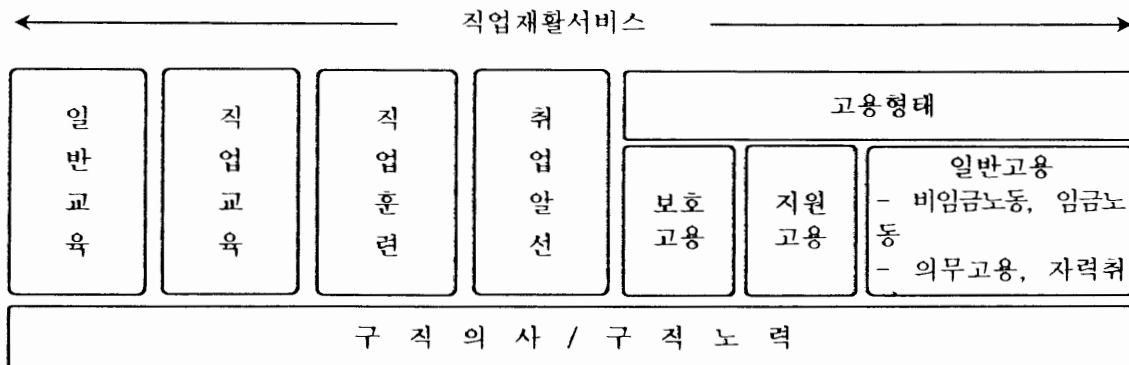 직업재활서비스
일반교육
직업교육
직업훈련
취업알선
고용형태
보호
고용
지원
고용
일반고용
- 비임금노동, 임금노
동
- 의무고용, 자력취
구 직 의 사 / 구 직 노 력